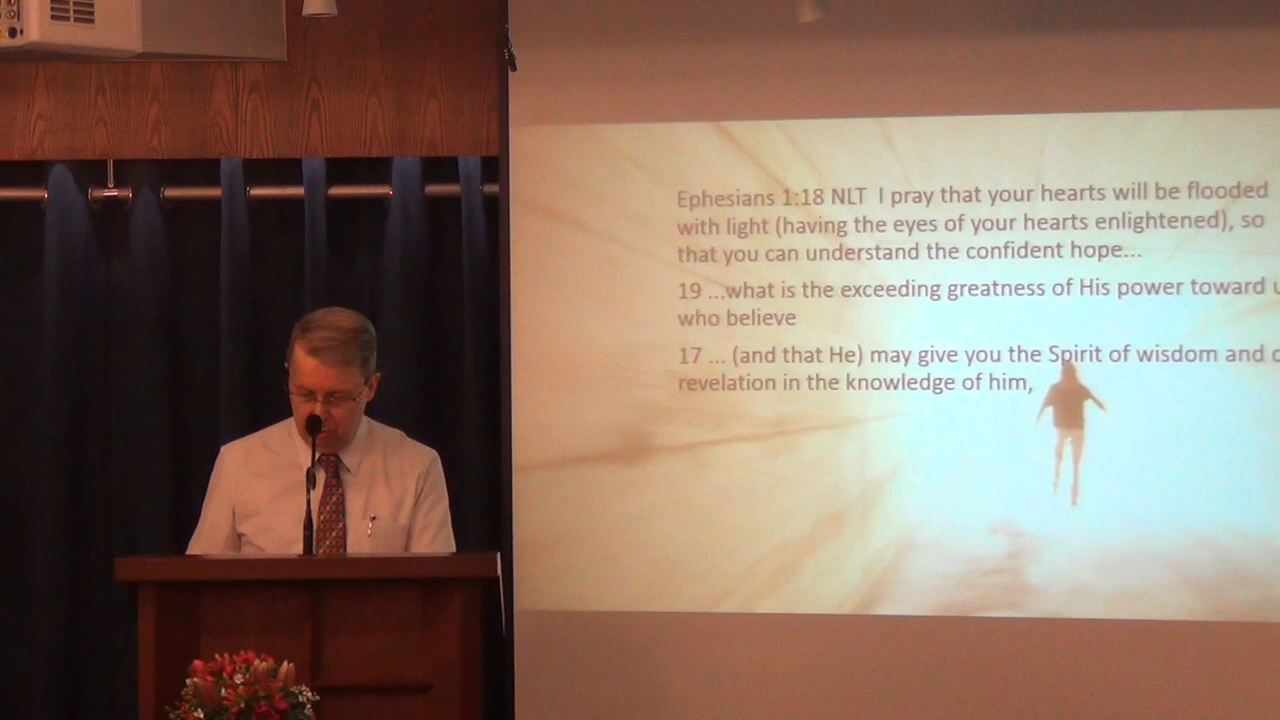 Ephesians 1:18 NLT I pray that your hearts will be flooded
with light (having the eyes of your hearts enlightened), so
that you can understand the confident hope...
19 ...what is the exceeding greatness of His power toward
who believe
17 ... (and that He) may give you the Spirit of wisdom and
revelation in the knowledge of him,